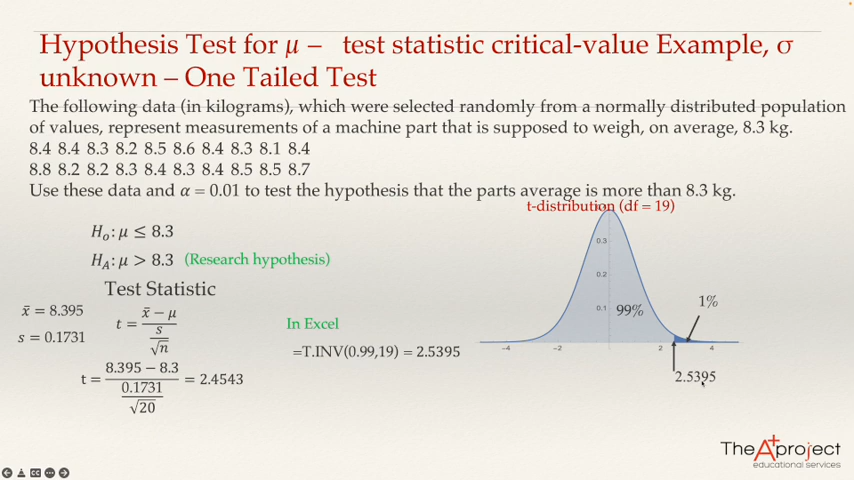 Hypothesis Test for μ – test statistic critical-value Example, σ
unknown – One Tailed Test
The following data (in kilograms), which were selected randomly from a normally distributed population
of values, represent measurements of a machine part that is supposed to weigh, on average, 8.3 kg.
8.4 8.4 8.3 8.2 8.5 8.6 8.4 8.3 8.1 8.4
8.8 8.2 8.2 8.3 8.4 8.3 8.4 8.5 8.5 8.7
Use these data and α = 0.01 to test the hypothesis that the parts average is more than 8.3 kg.
t-distribution (df = 19)
H₀: μ ≤ 8.3
H_A: μ > 8.3 (Research hypothesis)
Test Statistic
x̄ = 8.395
s = 0.1731
t = (x̄ − μ) / (s / √n)
t = (8.395 − 8.3) / (0.1731 / √20) = 2.4543
In Excel
=T.INV(0.99,19) = 2.5395
0.3
0.2
0.1
99%
1%
−4 −2 2 4
2.5395
The A+ project
educational services
CC